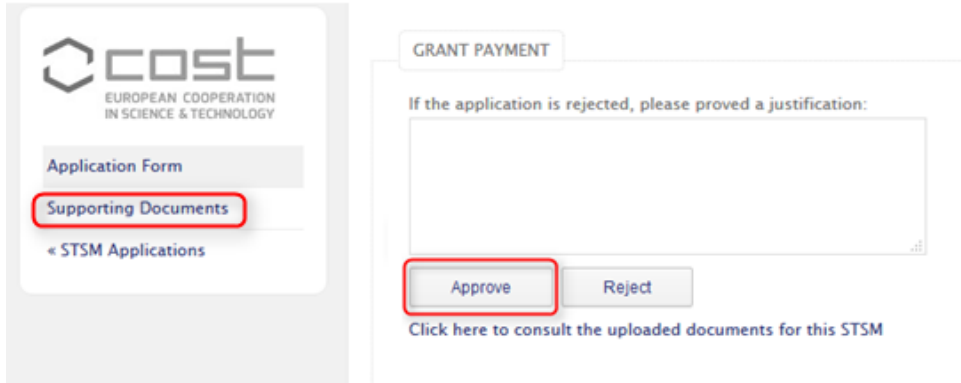 cost
EUROPEAN COOPERATION
IN SCIENCE & TECHNOLOGY
Application Form
Supporting Documents
« STSM Applications
GRANT PAYMENT
If the application is rejected, please proved a justification:
Approve
Reject
Click here to consult the uploaded documents for this STSM